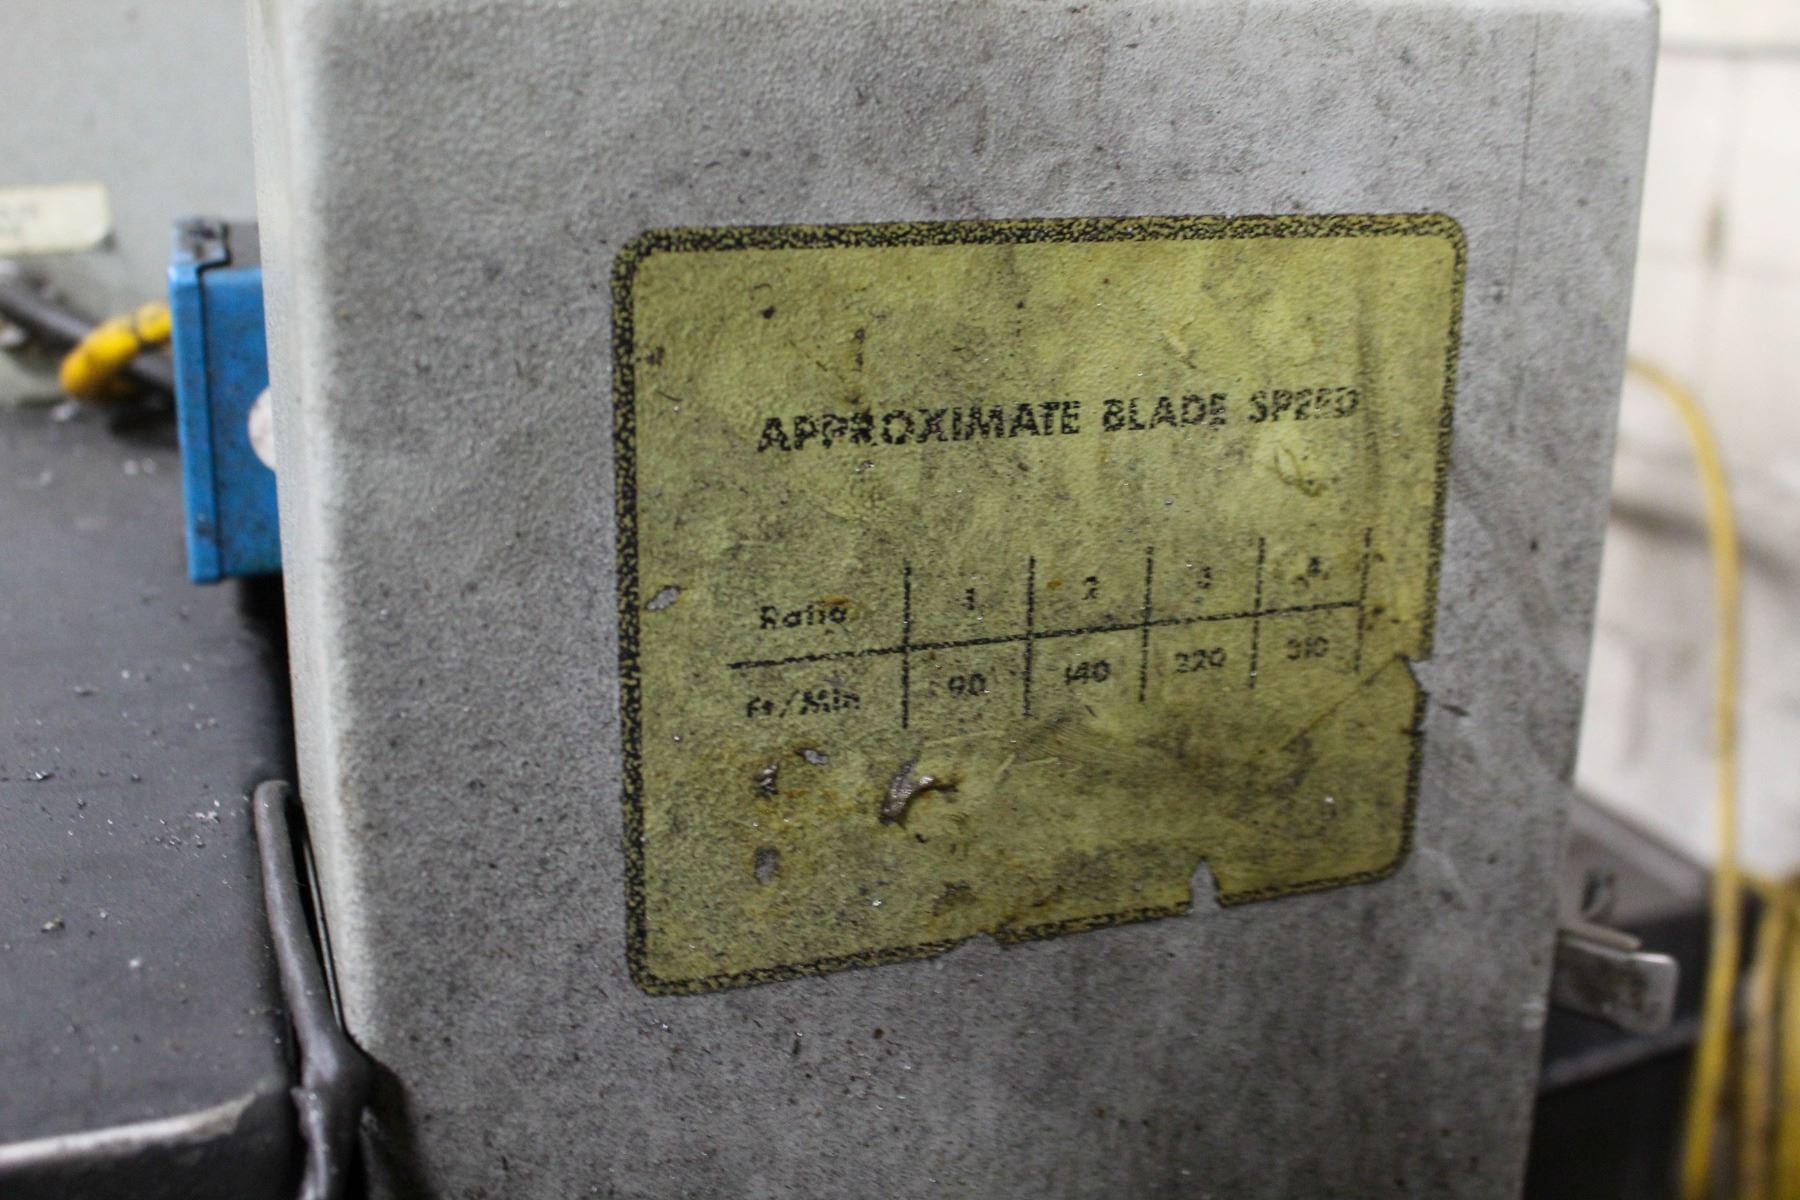 APPROXIMATE BLADE SPEED
Ratio 1 2 3 4
Ft/Min 90 140 220 310